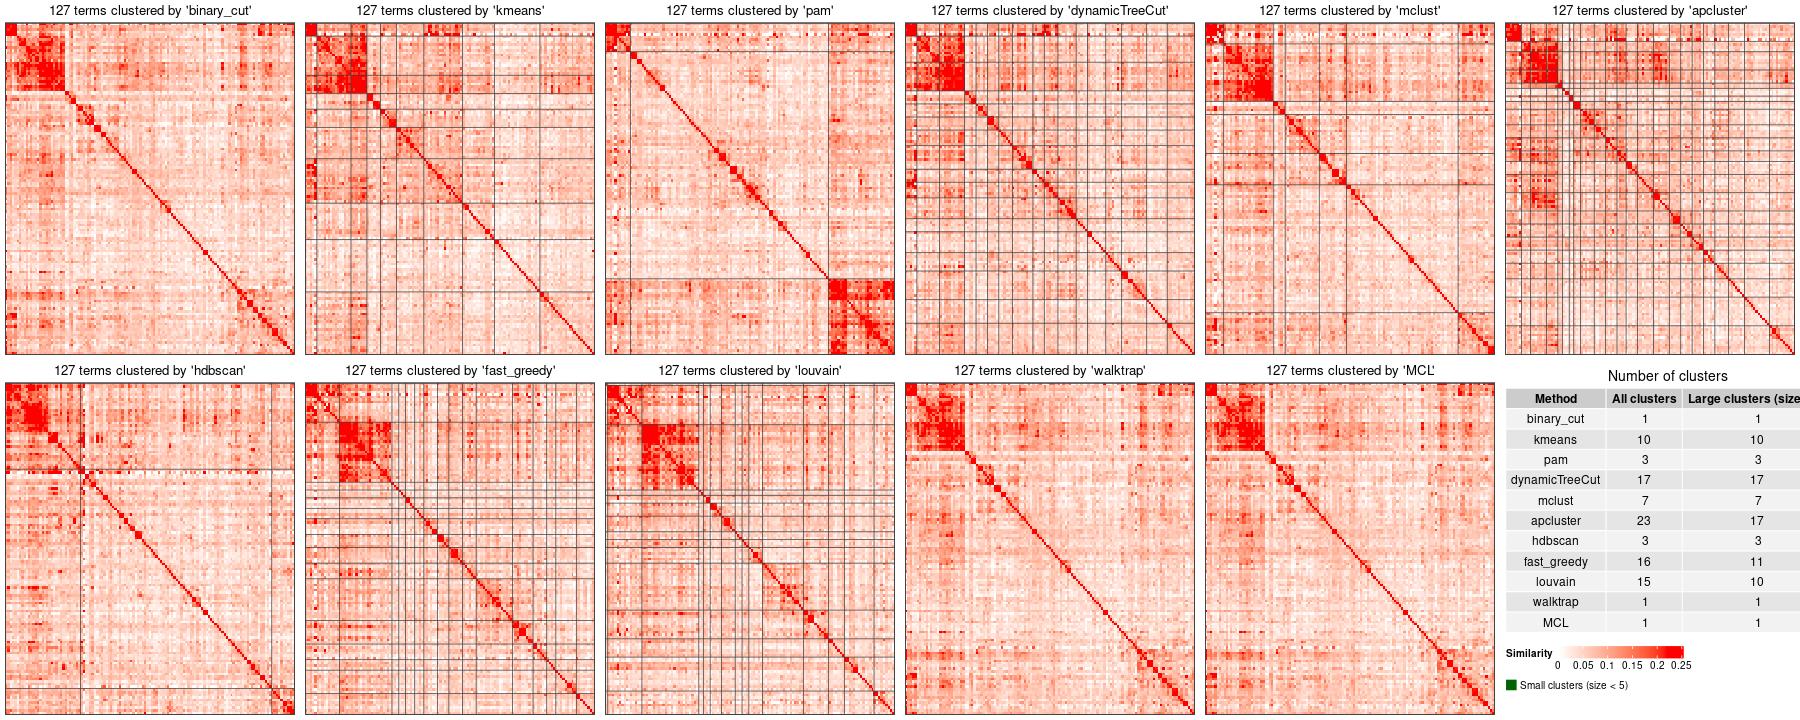 127 terms clustered by 'binary_cut'
127 terms clustered by 'kmeans'
127 terms clustered by 'pam'
127 terms clustered by 'dynamicTreeCut'
127 terms clustered by 'mclust'
127 terms clustered by 'apcluster'
127 terms clustered by 'hdbscan'
127 terms clustered by 'fast_greedy'
127 terms clustered by 'louvain'
127 terms clustered by 'walktrap'
127 terms clustered by 'MCL'
Number of clusters
Method All clusters Large clusters (size
binary_cut 1 1
kmeans 10 10
pam 3 3
dynamicTreeCut 17 17
mclust 7 7
apcluster 23 17
hdbscan 3 3
fast_greedy 16 11
louvain 15 10
walktrap 1 1
MCL 1 1
Similarity
0 0.05 0.1 0.15 0.2 0.25
Small clusters (size < 5)